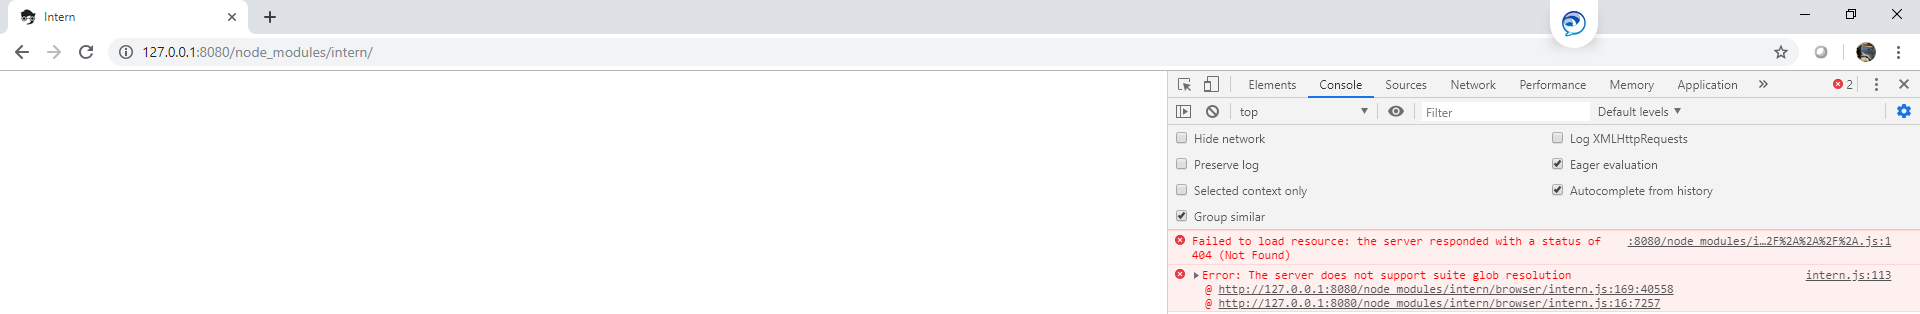 Intern
127.0.0.1:8080/node_modules/intern/
Elements Console Sources Network Performance Memory Application » 2
top Filter Default levels
Hide network Log XMLHttpRequests
Preserve log Eager evaluation
Selected context only Autocomplete from history
Group similar
Failed to load resource: the server responded with a status of :8080/node_modules/i…2F%2A%2A%2F%2A.js:1
404 (Not Found)
Error: The server does not support suite glob resolution intern.js:113
@ http://127.0.0.1:8080/node_modules/intern/browser/intern.js:169:40558
@ http://127.0.0.1:8080/node_modules/intern/browser/intern.js:16:7257